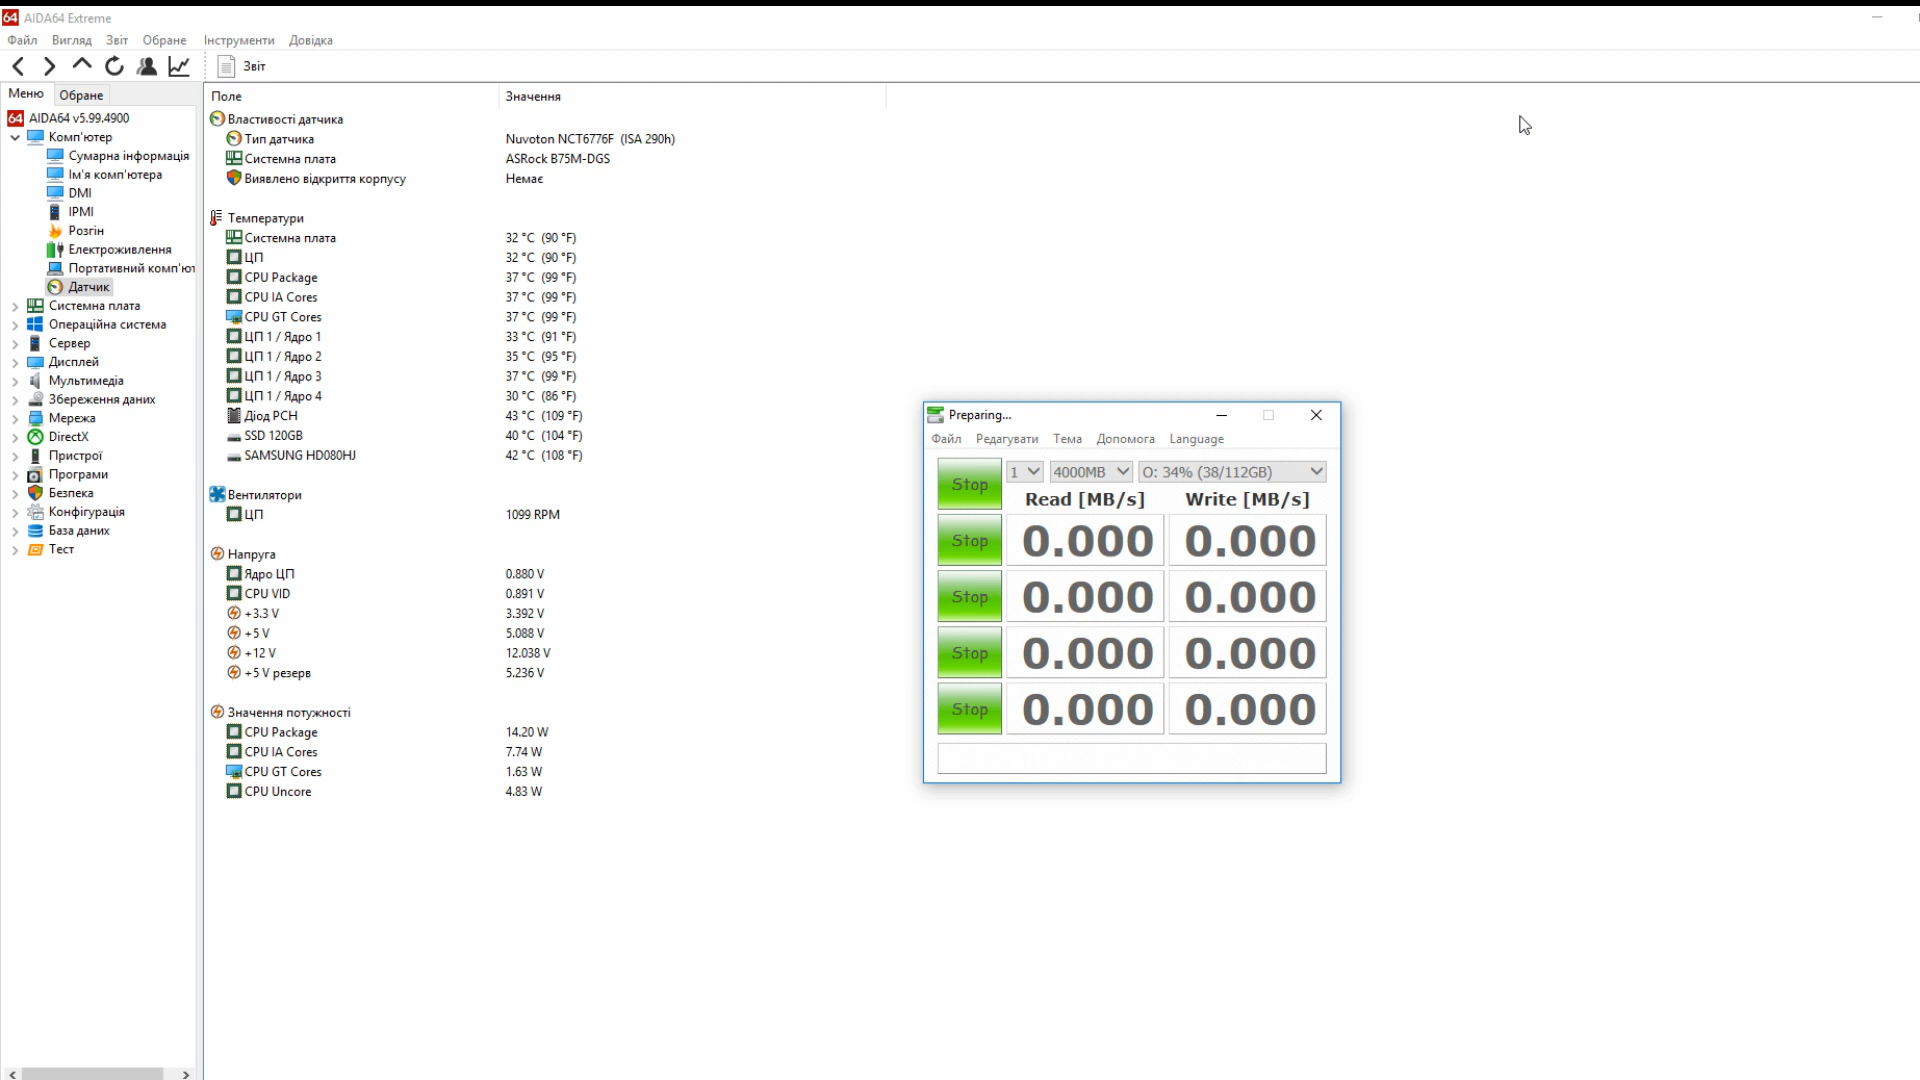 AIDA64 Extreme
Файл Вигляд Звіт Обране Інструменти Довідка
Звіт
Меню Обране
AIDA64 v5.99.4900
Комп'ютер
Сумарна інформація
Ім'я комп'ютера
DMI
IPMI
Розгін
Електроживлення
Портативний комп'ют
Датчик
Системна плата
Операційна система
Сервер
Дисплей
Мультимедіа
Збереження даних
Мережа
DirectX
Пристрої
Програми
Безпека
Конфігурація
База даних
Тест
Поле Значення
Властивості датчика
Тип датчика Nuvoton NCT6776F (ISA 290h)
Системна плата ASRock B75M-DGS
Виявлено відкриття корпусу Немає
Температури
Системна плата 32 °C (90 °F)
ЦП 32 °C (90 °F)
CPU Package 37 °C (99 °F)
CPU IA Cores 37 °C (99 °F)
CPU GT Cores 37 °C (99 °F)
ЦП 1 / Ядро 1 33 °C (91 °F)
ЦП 1 / Ядро 2 35 °C (95 °F)
ЦП 1 / Ядро 3 37 °C (99 °F)
ЦП 1 / Ядро 4 30 °C (86 °F)
Діод PCH 43 °C (109 °F)
SSD 120GB 40 °C (104 °F)
SAMSUNG HD080HJ 42 °C (108 °F)
Вентилятори
ЦП 1099 RPM
Напруга
Ядро ЦП 0.880 V
CPU VID 0.891 V
+3.3 V 3.392 V
+5 V 5.088 V
+12 V 12.038 V
+5 V резерв 5.236 V
Значення потужності
CPU Package 14.20 W
CPU IA Cores 7.74 W
CPU GT Cores 1.63 W
CPU Uncore 4.83 W
Preparing...
Файл Редагувати Тема Допомога Language
Stop 1 4000MB O: 34% (38/112GB)
Read [MB/s] Write [MB/s]
Stop 0.000 0.000
Stop 0.000 0.000
Stop 0.000 0.000
Stop 0.000 0.000